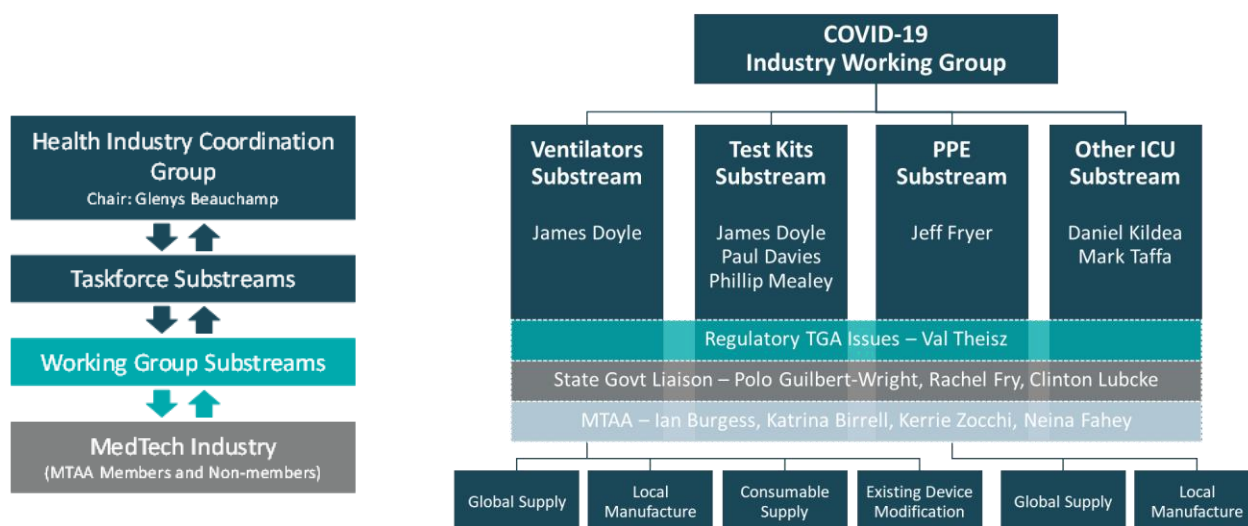 COVID-19
Industry Working Group
Health Industry Coordination
Group
Chair: Glenys Beauchamp
Taskforce Substreams
Working Group Substreams
MedTech Industry
(MTAA Members and Non-members)
Ventilators
Substream
James Doyle
Test Kits
Substream
James Doyle
Paul Davies
Phillip Mealey
PPE
Substream
Jeff Fryer
Other ICU
Substream
Daniel Kildea
Mark Taffa
Regulatory TGA Issues – Val Theisz
State Govt Liaison – Polo Guilbert-Wright, Rachel Fry, Clinton Lubcke
MTAA – Ian Burgess, Katrina Birrell, Kerrie Zocchi, Neina Fahey
Global Supply
Local
Manufacture
Consumable
Supply
Existing Device
Modification
Global Supply
Local
Manufacture